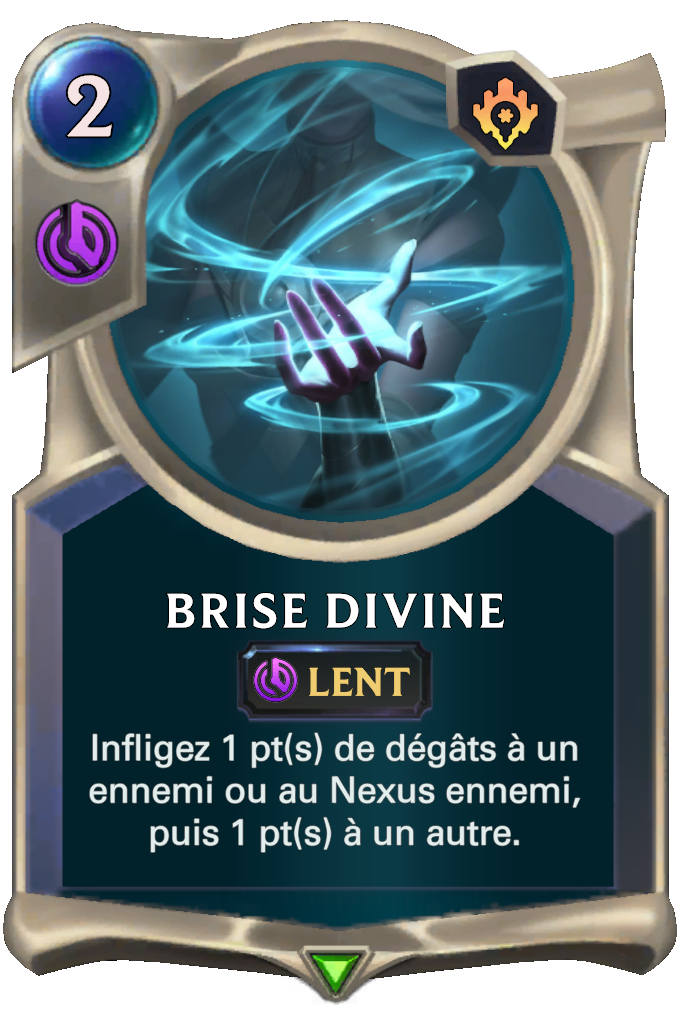 2
BRISE DIVINE
LENT
Infligez 1 pt(s) de dégâts à un
ennemi ou au Nexus ennemi,
puis 1 pt(s) à un autre.